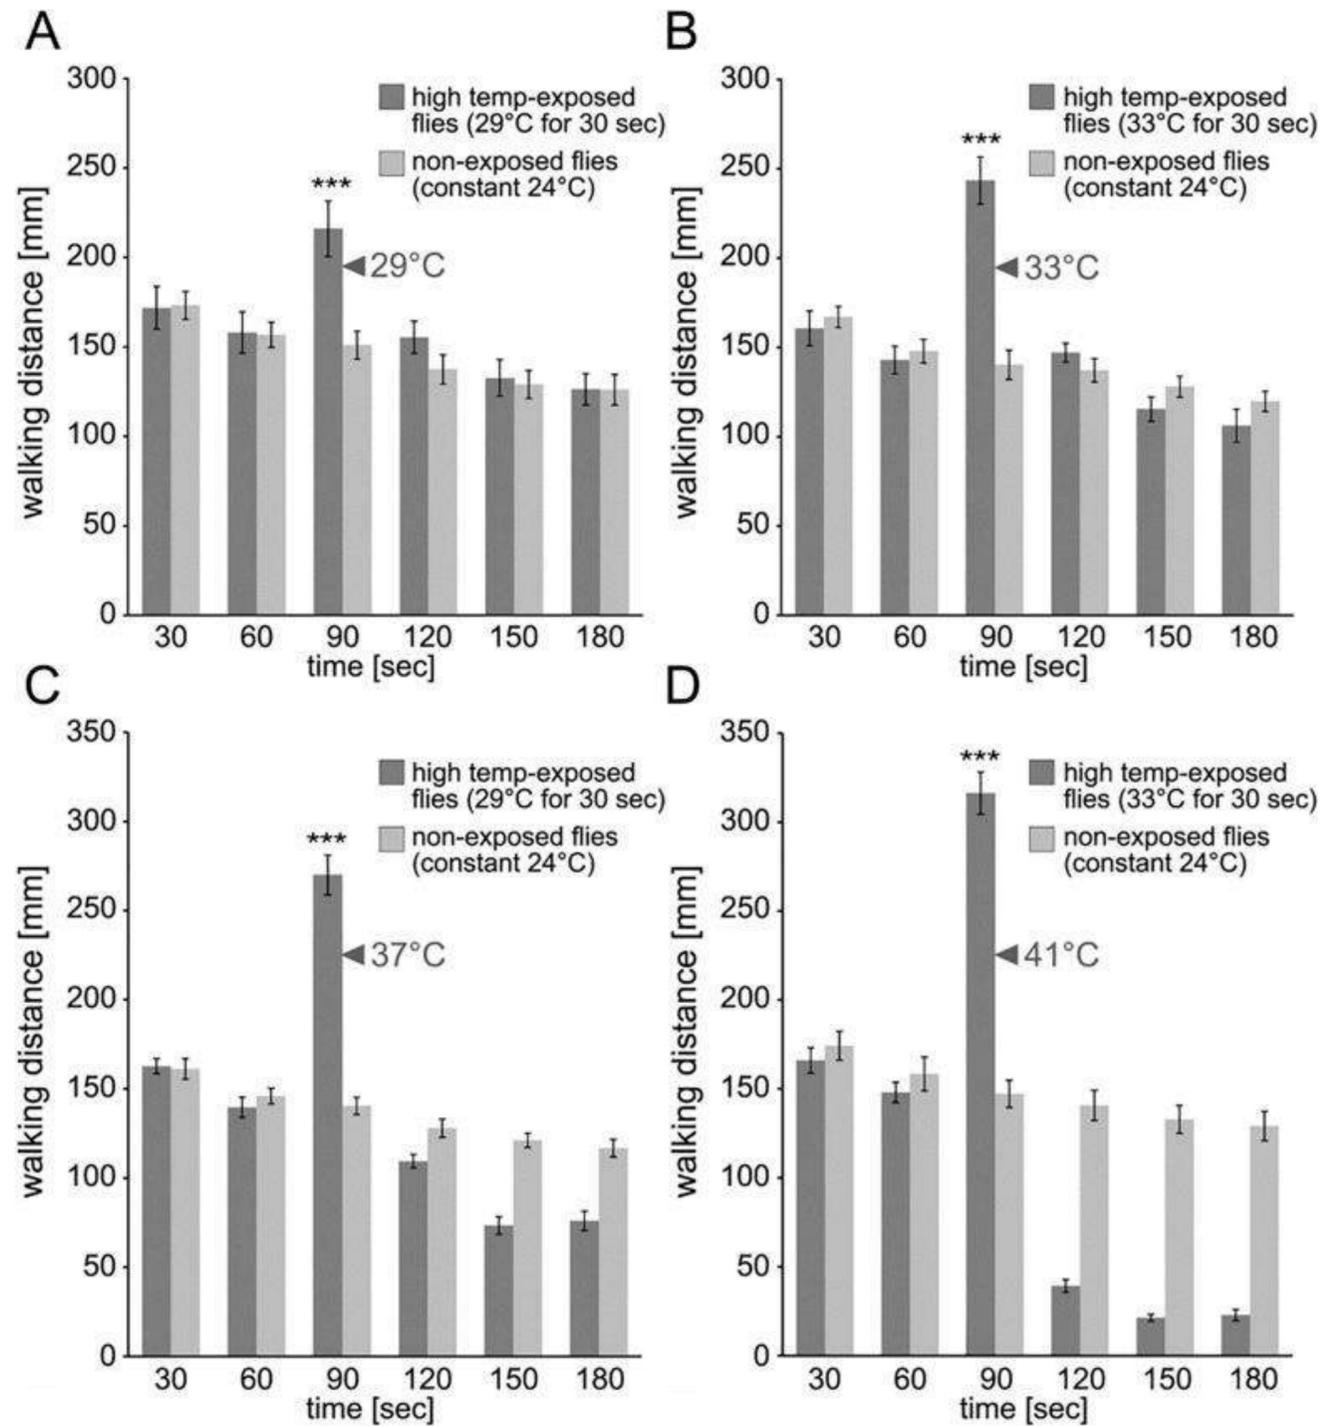 A
300
250
200
150
100
50
0
walking distance [mm]
high temp-exposed
flies (29°C for 30 sec)
non-exposed flies
(constant 24°C)
***
29°C
30 60 90 120 150 180
time [sec]
B
300
250
200
150
100
50
0
walking distance [mm]
high temp-exposed
flies (33°C for 30 sec)
non-exposed flies
(constant 24°C)
***
33°C
30 60 90 120 150 180
time [sec]
C
350
300
250
200
150
100
50
0
walking distance [mm]
high temp-exposed
flies (29°C for 30 sec)
non-exposed flies
(constant 24°C)
***
37°C
30 60 90 120 150 180
time [sec]
D
350
300
250
200
150
100
50
0
walking distance [mm]
high temp-exposed
flies (33°C for 30 sec)
non-exposed flies
(constant 24°C)
***
41°C
30 60 90 120 150 180
time [sec]